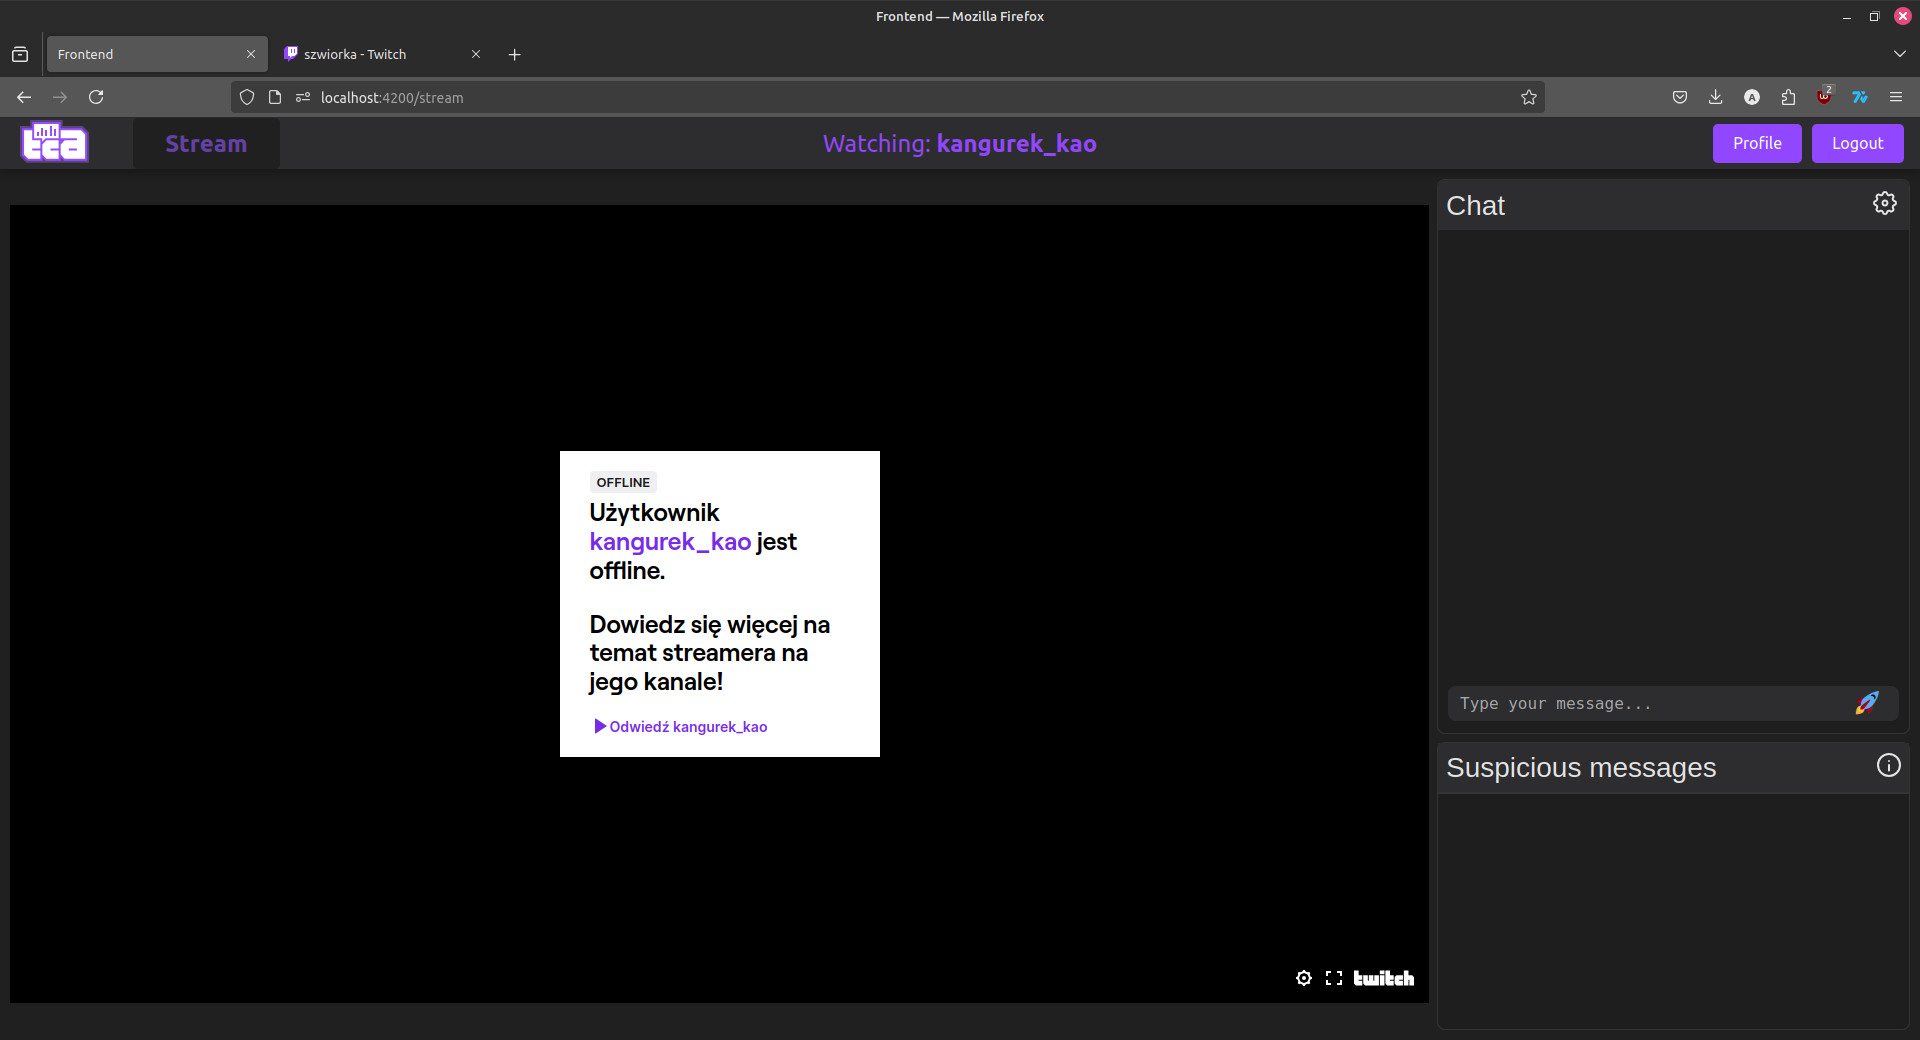 Frontend — Mozilla Firefox
Frontend
szwiorka - Twitch
localhost:4200/stream
A
2
tca
Stream
Watching: kangurek_kao
Profile
Logout
Chat
OFFLINE
Użytkownik
kangurek_kao jest
offline.
Dowiedz się więcej na
temat streamera na
jego kanale!
Odwiedź kangurek_kao
Type your message...
Suspicious messages
twitch